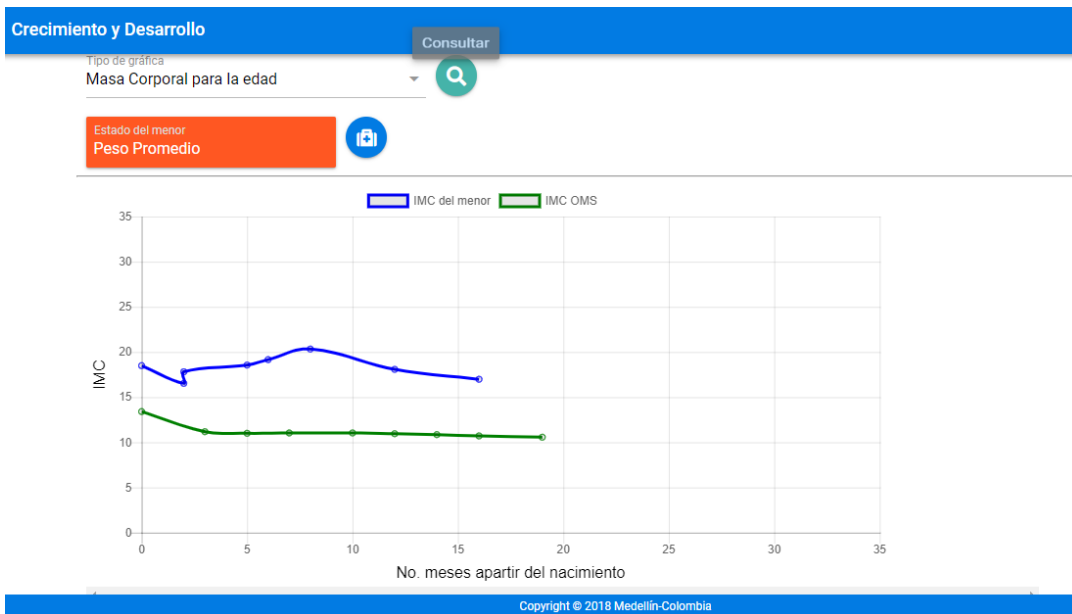 Crecimiento y Desarrollo
Consultar
Tipo de gráfica
Masa Corporal para la edad
Estado del menor
Peso Promedio
IMC del menor IMC OMS
35
30
25
20
15
10
5
0
IMC
0 5 10 15 20 25 30 35
No. meses apartir del nacimiento
Copyright © 2018 Medellín-Colombia